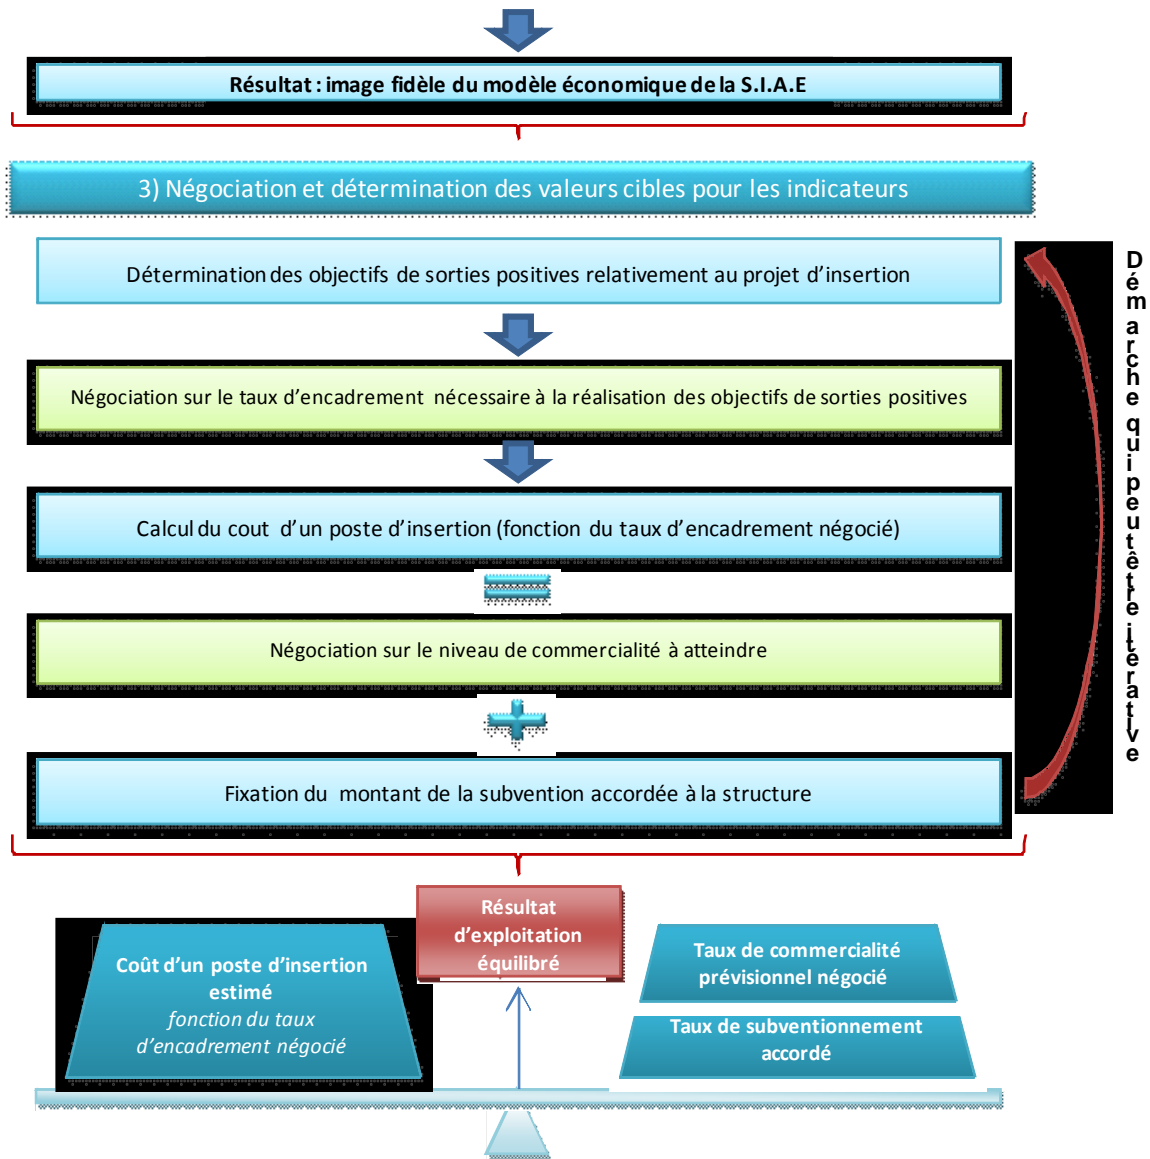 Résultat : image fidèle du modèle économique de la S.I.A.E
3) Négociation et détermination des valeurs cibles pour les indicateurs
Détermination des objectifs de sorties positives relativement au projet d’insertion
Négociation sur le taux d’encadrement nécessaire à la réalisation des objectifs de sorties positives
Calcul du cout d’un poste d’insertion (fonction du taux d’encadrement négocié)
Négociation sur le niveau de commercialité à atteindre
Fixation du montant de la subvention accordée à la structure
Démarche qui peut être itérative
Résultat
d’exploitation
équilibré
Coût d’un poste d’insertion
estimé
fonction du taux
d’encadrement négocié
Taux de commercialité
prévisionnel négocié
Taux de subventionnement
accordé